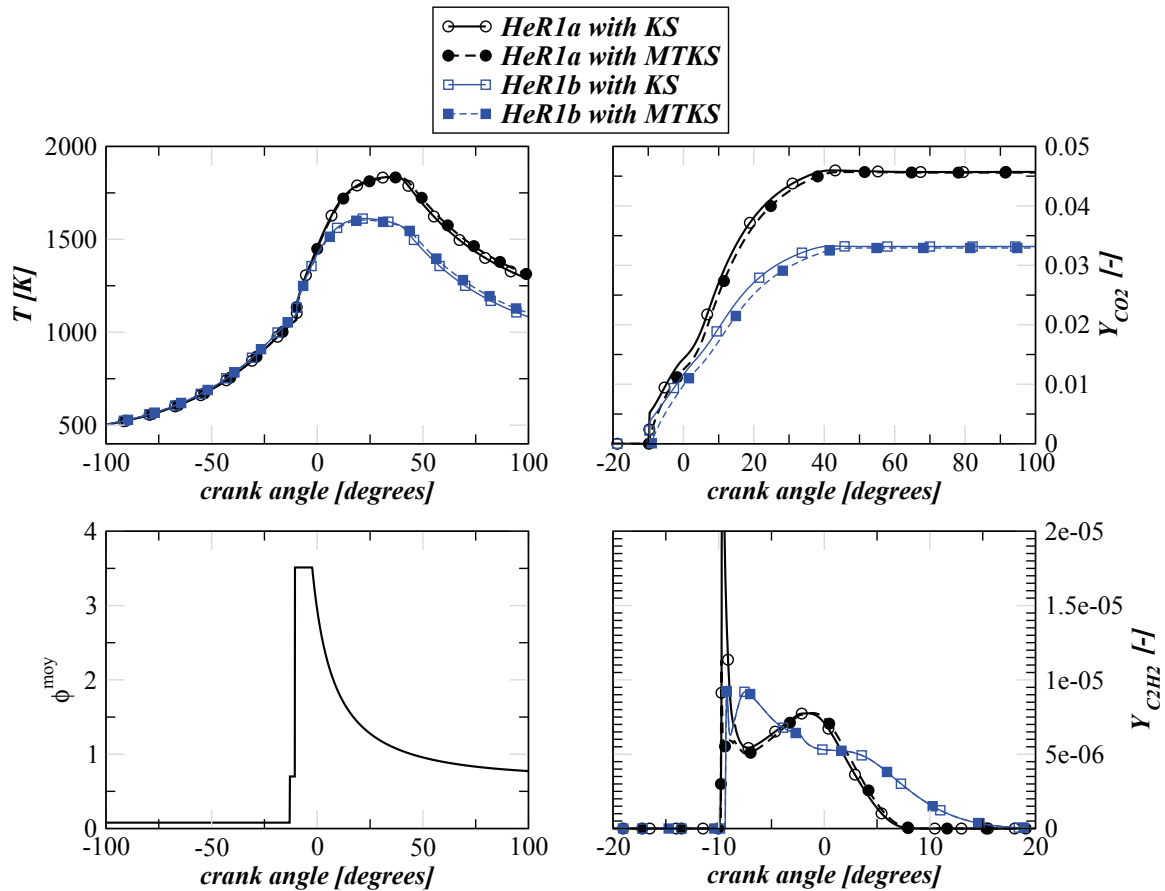 HeR1a with KS
HeR1a with MTKS
HeR1b with KS
HeR1b with MTKS
2000
1500
1000
500
T [K]
-100 -50 0 50 100
crank angle [degrees]
0.05
0.04
0.03
0.02
0.01
0
Y_CO2 [-]
-20 0 20 40 60 80 100
crank angle [degrees]
4
3
2
1
0
ϕ^moy
-100 -50 0 50 100
crank angle [degrees]
2e-05
1.5e-05
1e-05
5e-06
0
Y_C2H2 [-]
-20 -10 0 10 20
crank angle [degrees]